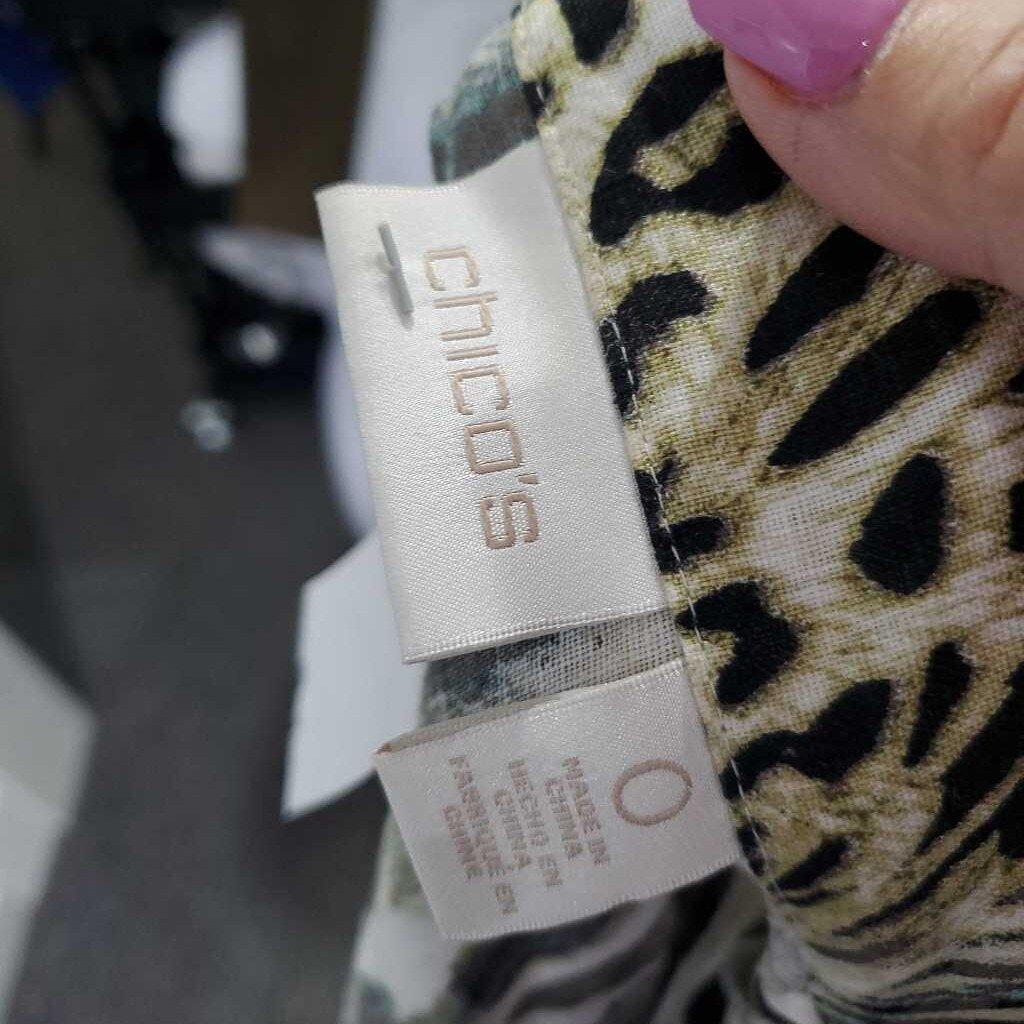 chico's
0
MADE IN
CHINA
HECHO EN
CHINA
FABRIQUÉ EN
CHINE